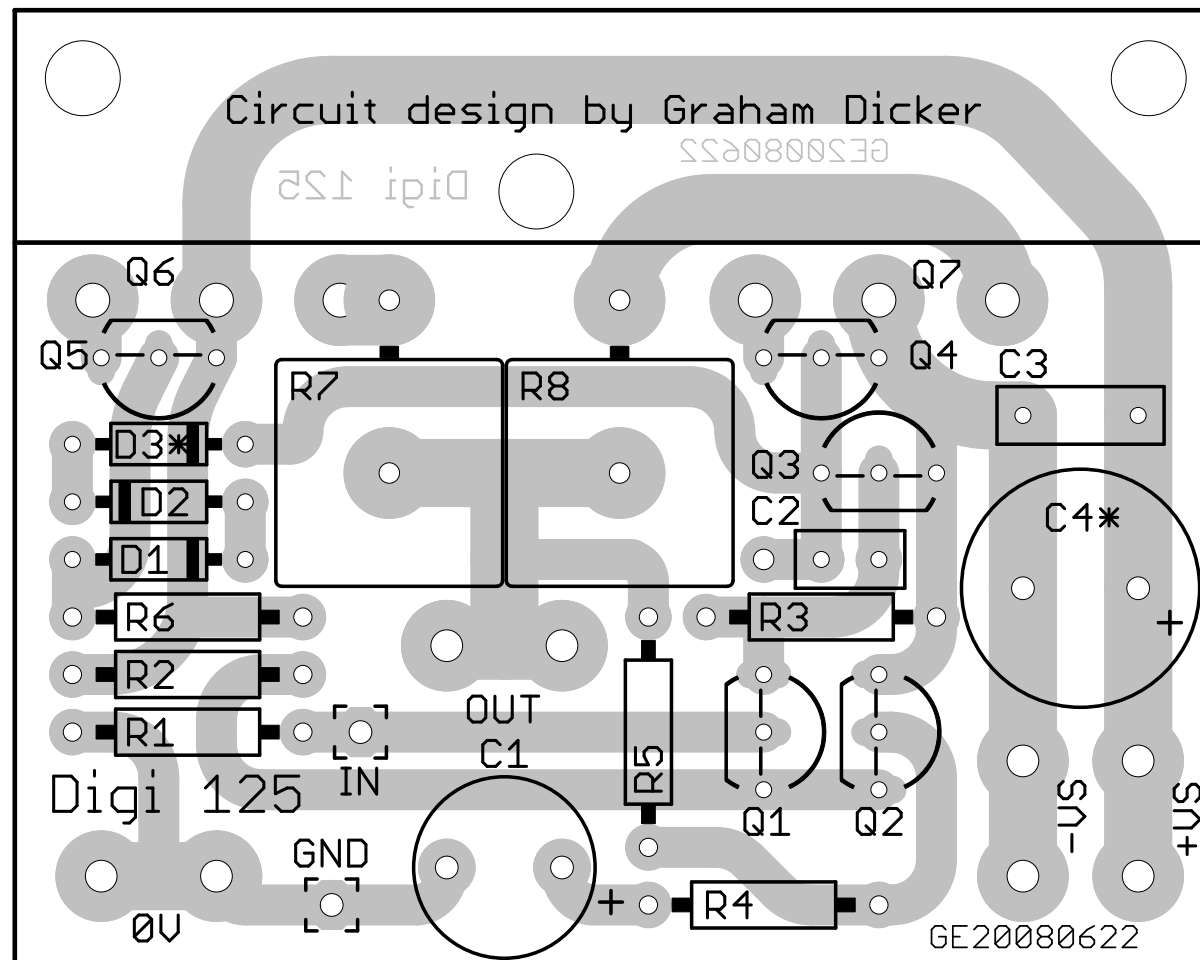 Circuit design by Graham Dicker
GE20080622
Digi 125
Q6
Q7
Q5
Q4
C3
R7
R8
D3*
Q3
D2
C2
C4*
D1
R6
R3
+
R2
OUT
R1
C1
R5
IN
Digi 125
Q1
Q2
-VS
+VS
GND
0V
+
R4
GE20080622